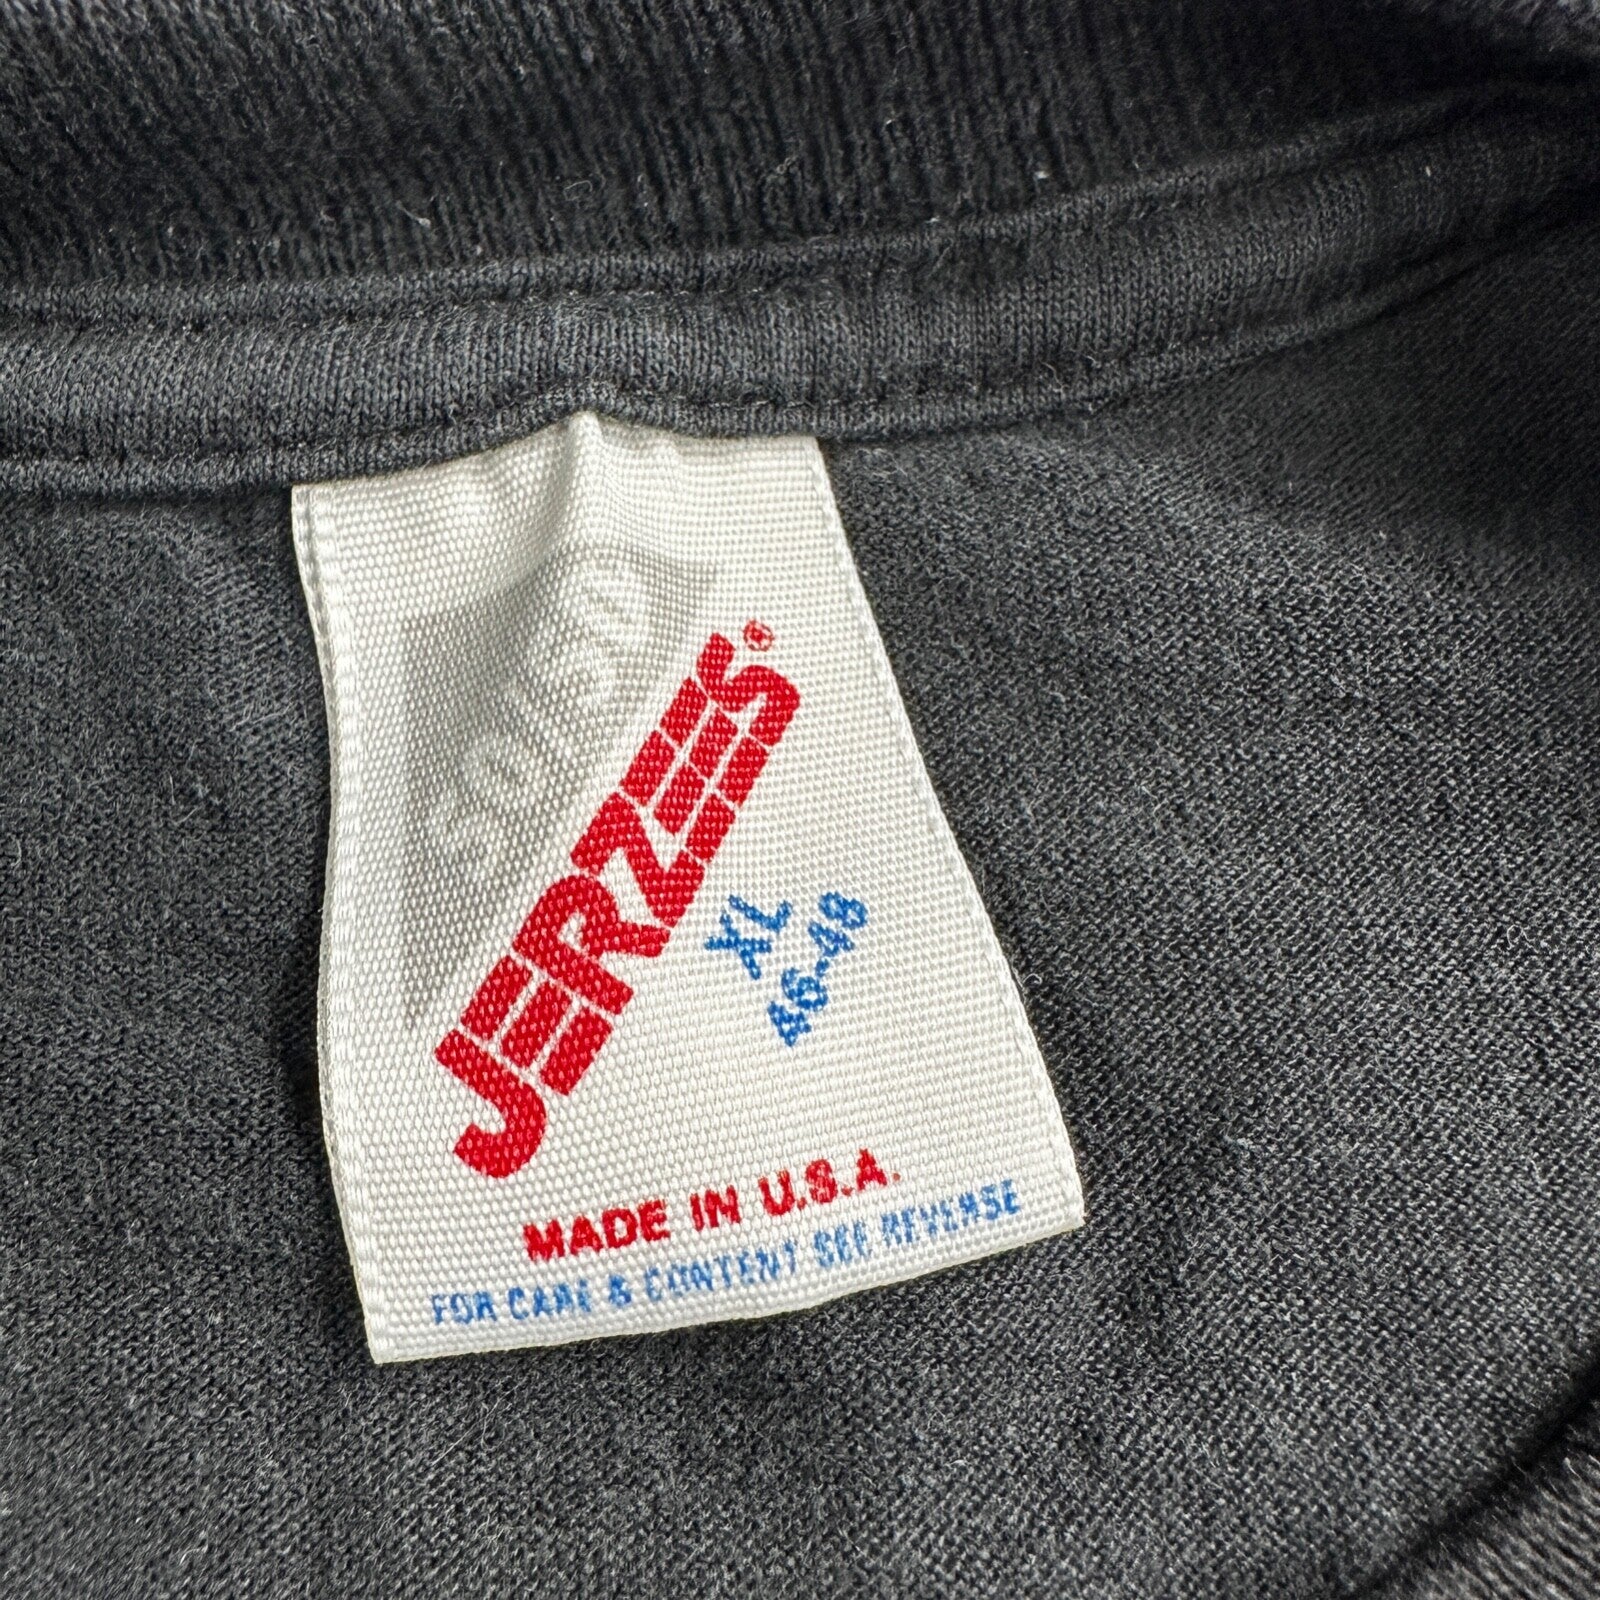 JERZEES®
XL
46-48
MADE IN U.S.A.
FOR CARE & CONTENT SEE REVERSE